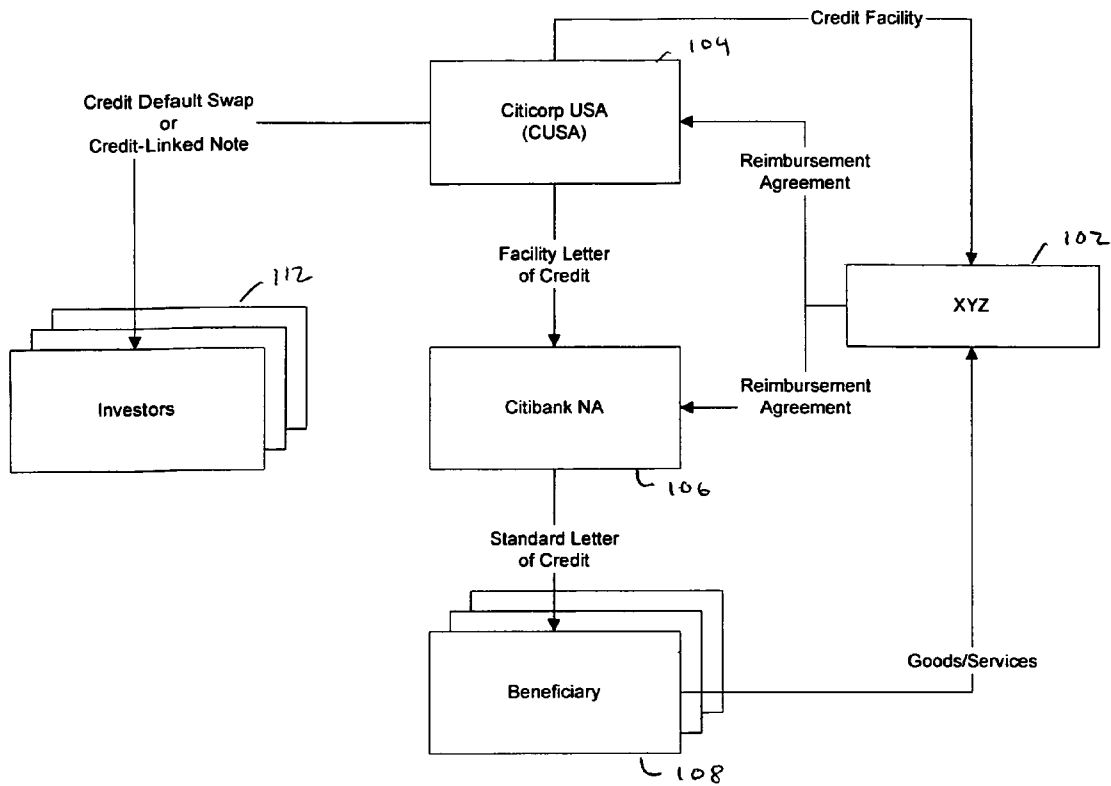 Credit Facility
104
Citicorp USA
(CUSA)
Credit Default Swap
or
Credit-Linked Note
Reimbursement
Agreement
102
XYZ
Facility Letter
of Credit
112
Investors
Citibank NA
Reimbursement
Agreement
106
Standard Letter
of Credit
Goods/Services
Beneficiary
108